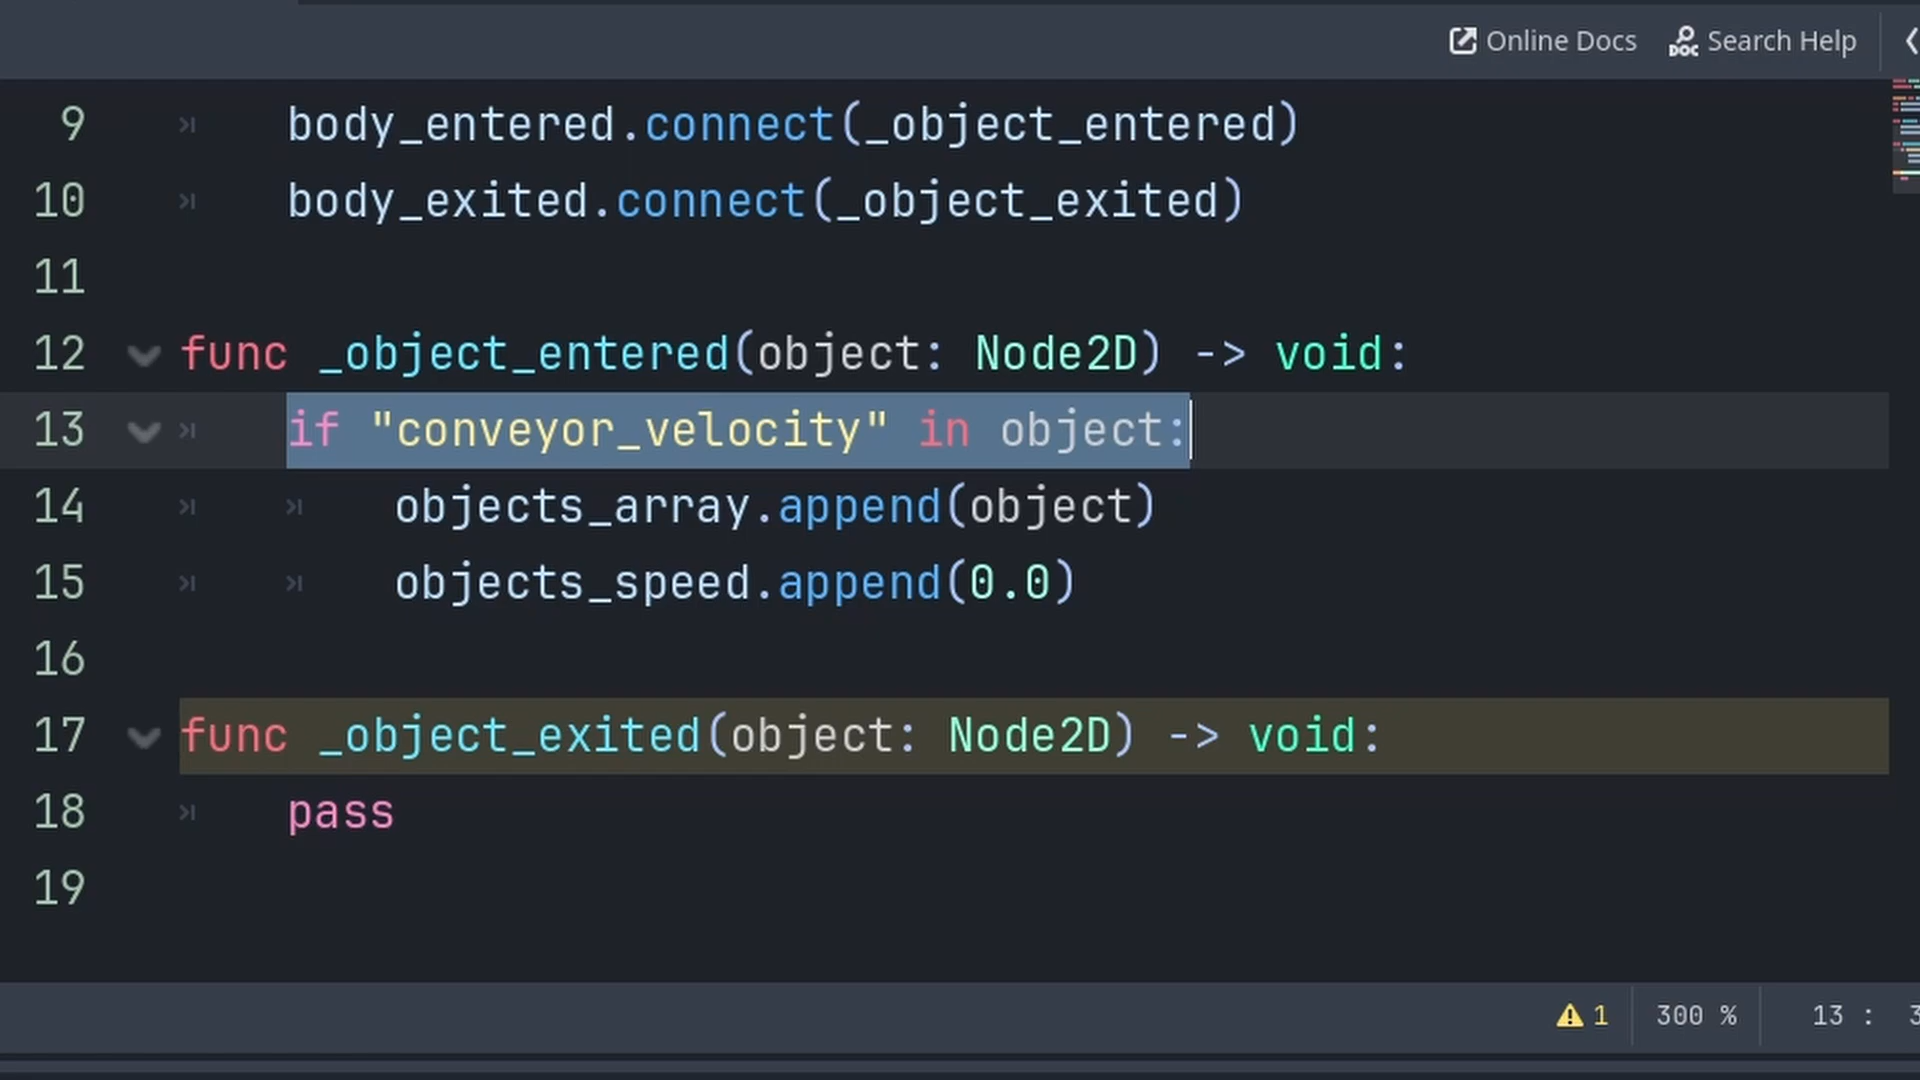 Online Docs Search Help
9 body_entered.connect(_object_entered)
10 body_exited.connect(_object_exited)
11
12 func _object_entered(object: Node2D) -> void:
13 if "conveyor_velocity" in object:
14 objects_array.append(object)
15 objects_speed.append(0.0)
16
17 func _object_exited(object: Node2D) -> void:
18 pass
19
1 300 % 13 : 3